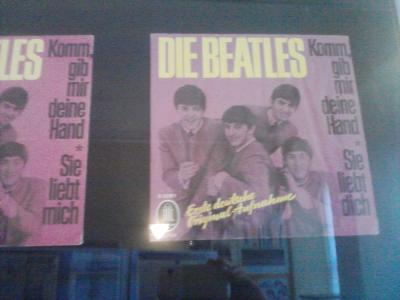 LES
Komm,
gib
mir
deine
Hand
*
Sie
liebt
mich
DIE BEATLES
Komm,
gib
mir
deine
Hand
*
Sie
liebt
dich
Erste deutsche
Original-Aufnahme